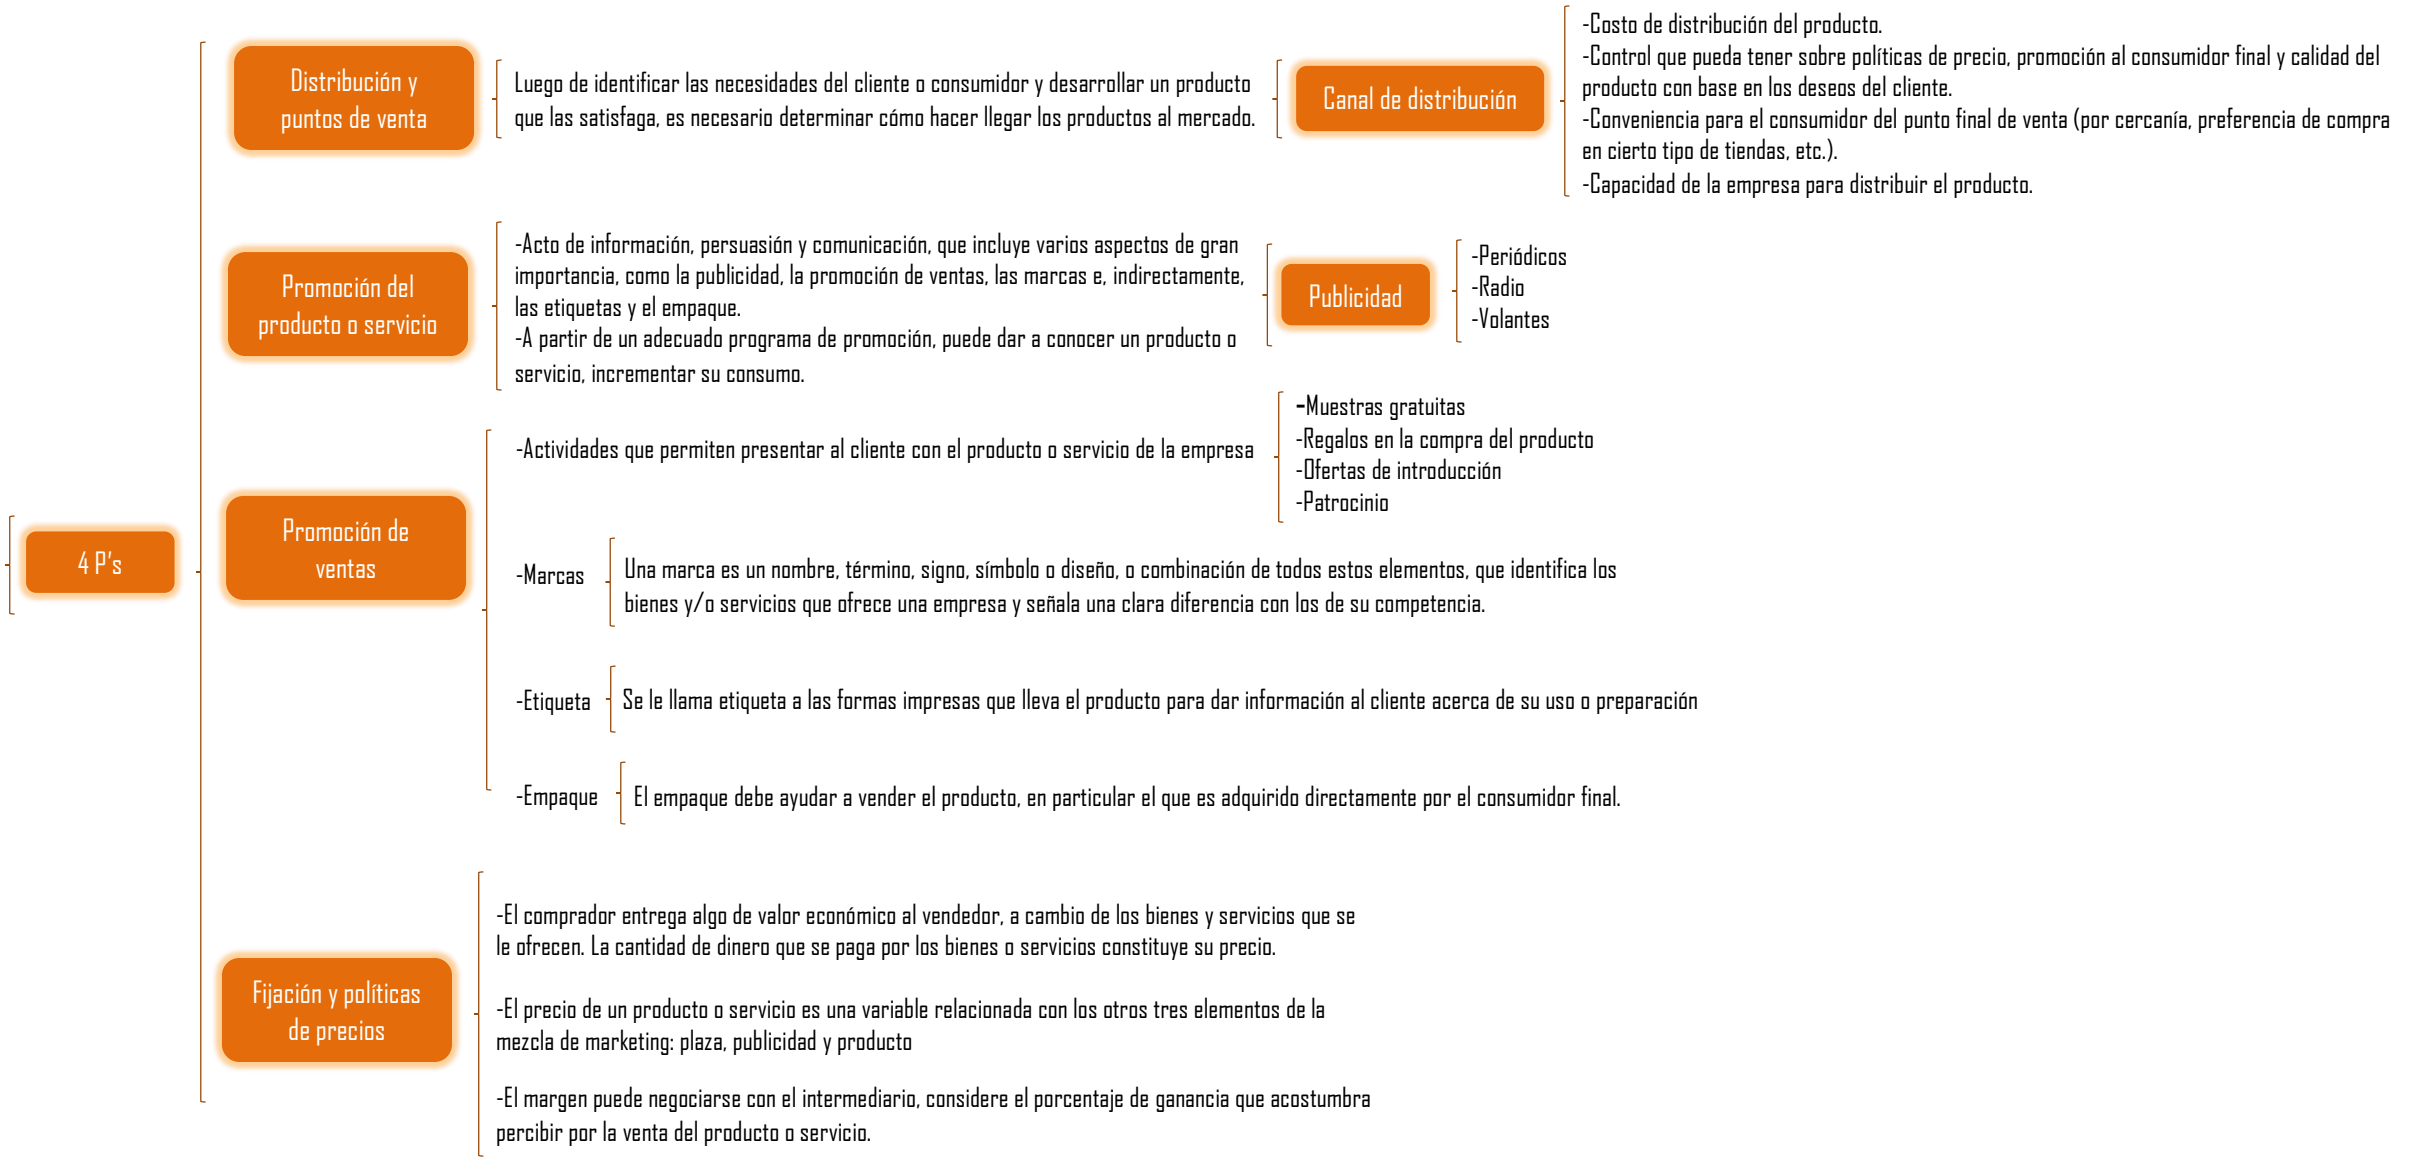 4 P's
Distribución y
puntos de venta
Luego de identificar las necesidades del cliente o consumidor y desarrollar un producto
que las satisfaga, es necesario determinar cómo hacer llegar los productos al mercado.
Canal de distribución
-Costo de distribución del producto.
-Control que pueda tener sobre políticas de precio, promoción al consumidor final y calidad del
producto con base en los deseos del cliente.
-Conveniencia para el consumidor del punto final de venta (por cercanía, preferencia de compra
en cierto tipo de tiendas, etc.).
-Capacidad de la empresa para distribuir el producto.
Promoción del
producto o servicio
-Acto de información, persuasión y comunicación, que incluye varios aspectos de gran
importancia, como la publicidad, la promoción de ventas, las marcas e, indirectamente,
las etiquetas y el empaque.
-A partir de un adecuado programa de promoción, puede dar a conocer un producto o
servicio, incrementar su consumo.
Publicidad
-Periódicos
-Radio
-Volantes
Promoción de
ventas
-Actividades que permiten presentar al cliente con el producto o servicio de la empresa
-Muestras gratuitas
-Regalos en la compra del producto
-Ofertas de introducción
-Patrocinio
-Marcas
Una marca es un nombre, término, signo, símbolo o diseño, o combinación de todos estos elementos, que identifica los
bienes y/o servicios que ofrece una empresa y señala una clara diferencia con los de su competencia.
-Etiqueta
Se le llama etiqueta a las formas impresas que lleva el producto para dar información al cliente acerca de su uso o preparación
-Empaque
El empaque debe ayudar a vender el producto, en particular el que es adquirido directamente por el consumidor final.
Fijación y políticas
de precios
-El comprador entrega algo de valor económico al vendedor, a cambio de los bienes y servicios que se
le ofrecen. La cantidad de dinero que se paga por los bienes o servicios constituye su precio.
-El precio de un producto o servicio es una variable relacionada con los otros tres elementos de la
mezcla de marketing: plaza, publicidad y producto
-El margen puede negociarse con el intermediario, considere el porcentaje de ganancia que acostumbra
percibir por la venta del producto o servicio.